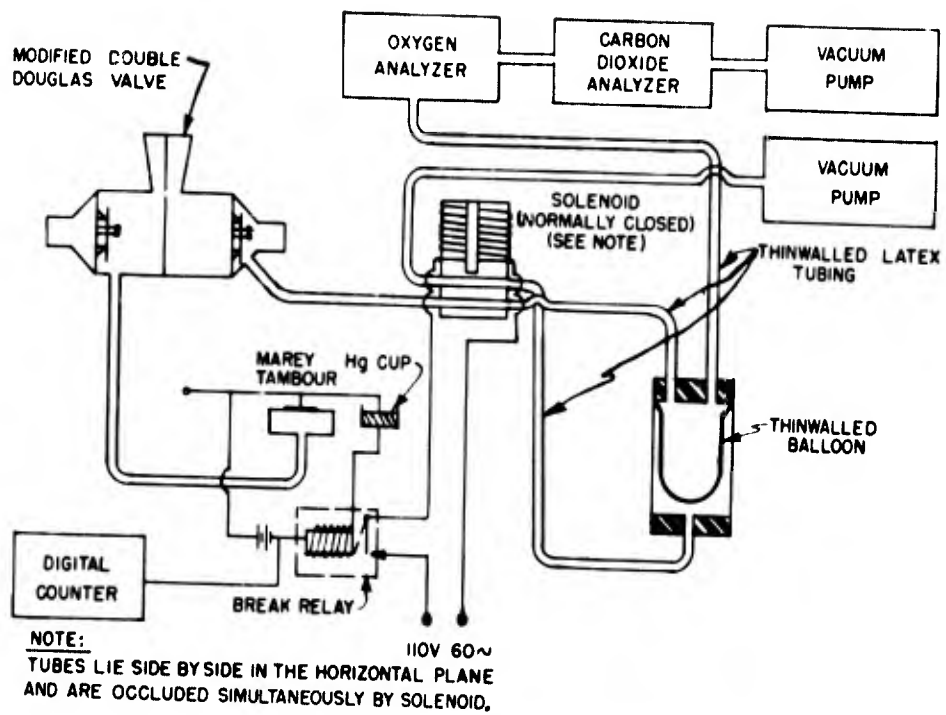 MODIFIED DOUBLE
DOUGLAS VALVE
OXYGEN
ANALYZER
CARBON
DIOXIDE
ANALYZER
VACUUM
PUMP
VACUUM
PUMP
SOLENOID
(NORMALLY CLOSED)
(SEE NOTE)
THINWALLED LATEX
TUBING
MAREY
TAMBOUR
Hg CUP
THINWALLED
BALLOON
DIGITAL
COUNTER
BREAK RELAY
110V 60~
NOTE:
TUBES LIE SIDE BY SIDE IN THE HORIZONTAL PLANE
AND ARE OCCLUDED SIMULTANEOUSLY BY SOLENOID.